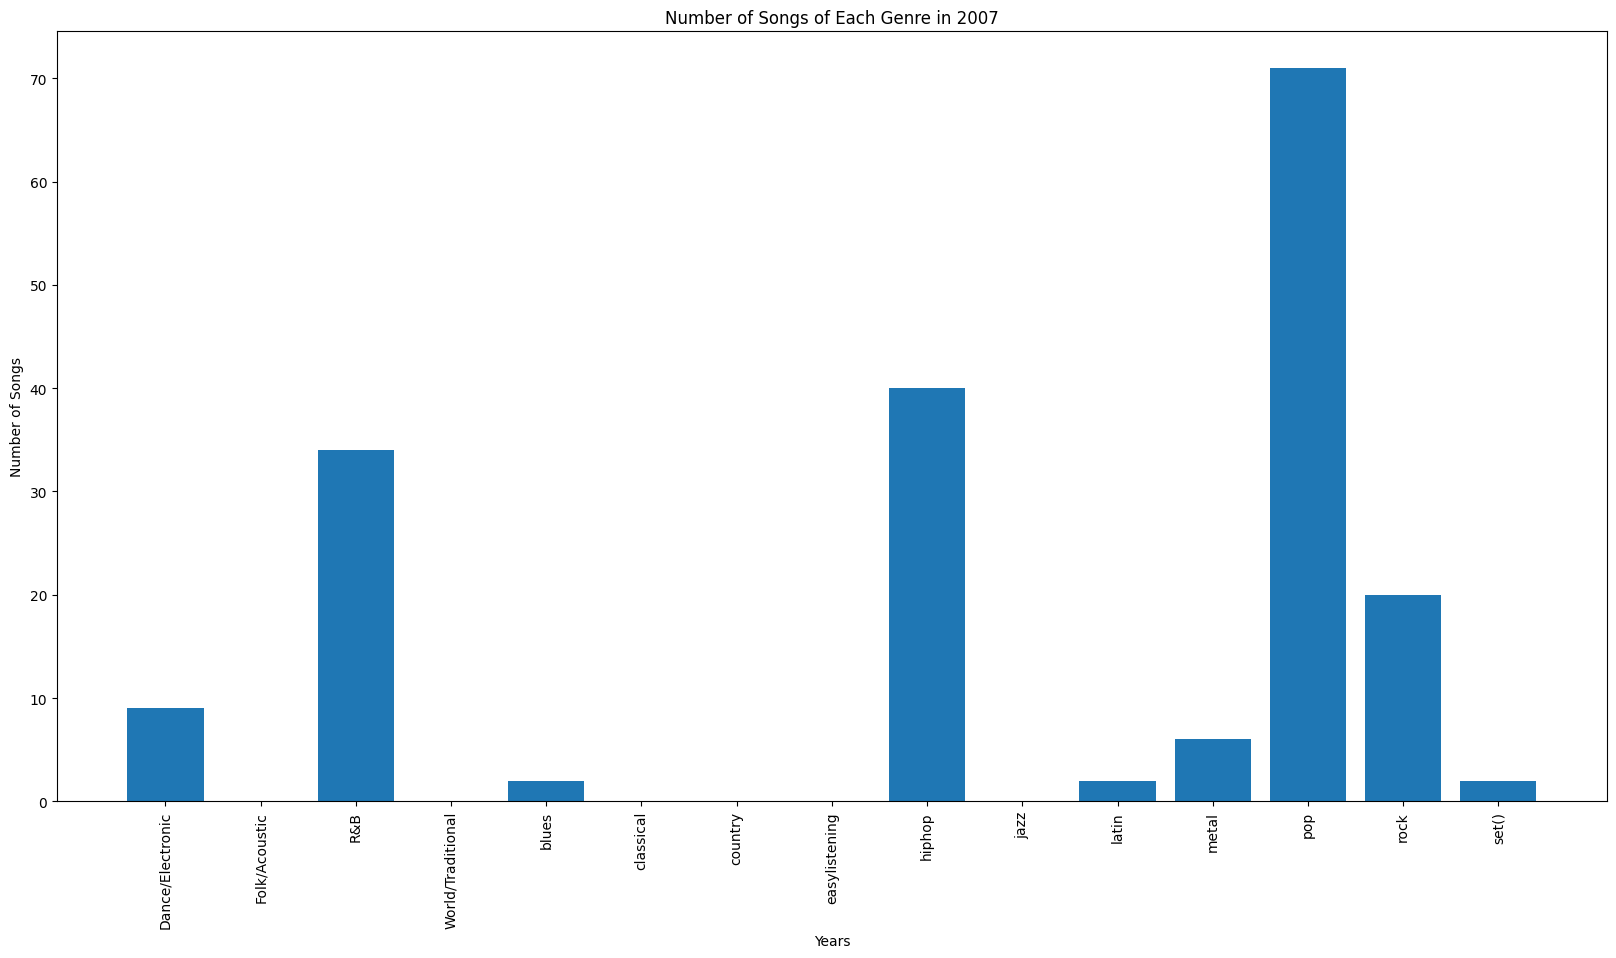 Number of Songs of Each Genre in 2007
Number of Songs
70
60
50
40
30
20
10
0
Dance/Electronic
Folk/Acoustic
R&B
World/Traditional
blues
classical
country
easylistening
hiphop
jazz
latin
metal
pop
rock
set()
Years